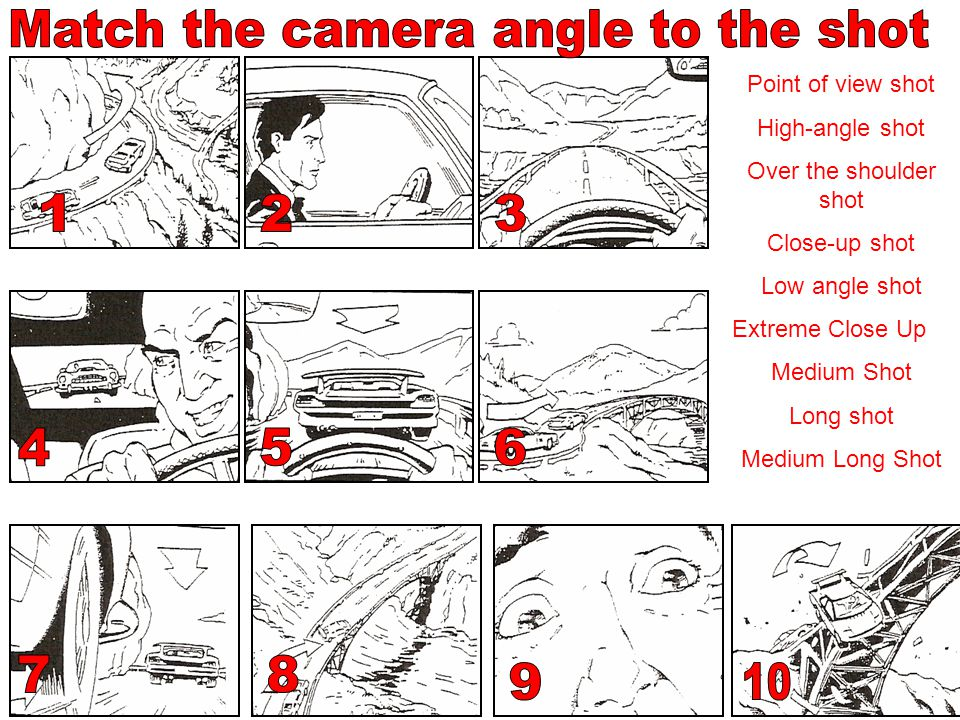 Match the camera angle to the shot
1
2
3
Point of view shot
High-angle shot
Over the shoulder
shot
Close-up shot
Low angle shot
Extreme Close Up
Medium Shot
Long shot
Medium Long Shot
4
5
6
7
8
9
10